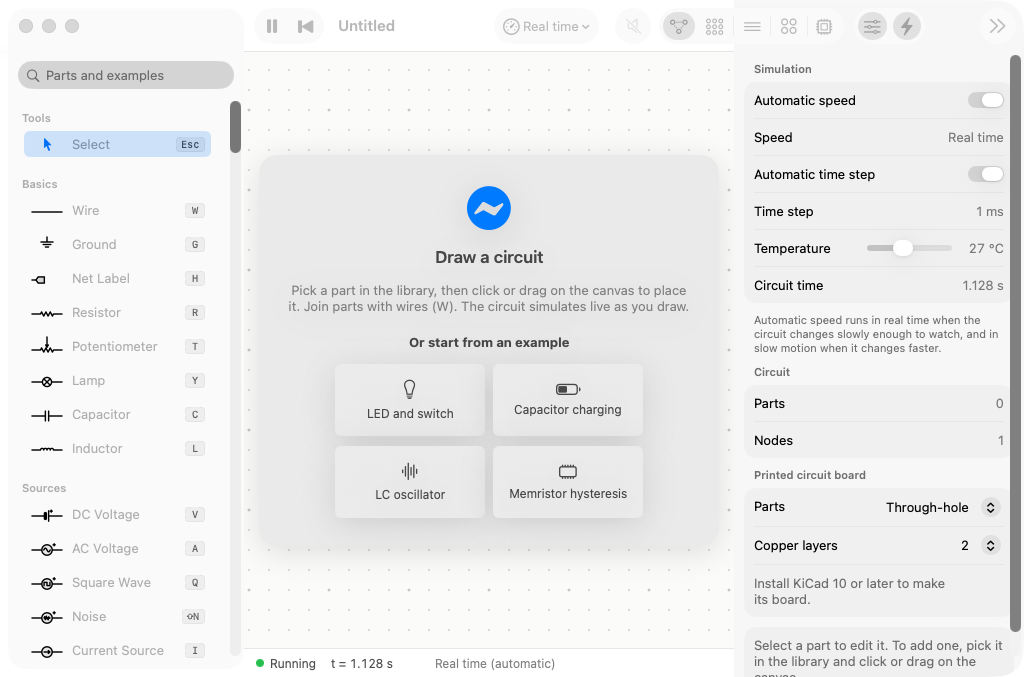 Untitled
Real time
Parts and examples
Tools
Select Esc
Basics
Wire W
Ground G
Net Label H
Resistor R
Potentiometer T
Lamp Y
Capacitor C
Inductor L
Sources
DC Voltage V
AC Voltage A
Square Wave Q
Noise ⇧N
Current Source I
Draw a circuit
Pick a part in the library, then click or drag on the canvas to place
it. Join parts with wires (W). The circuit simulates live as you draw.
Or start from an example
LED and switch
Capacitor charging
LC oscillator
Memristor hysteresis
Running t = 1.128 s Real time (automatic)
Simulation
Automatic speed
Speed Real time
Automatic time step
Time step 1 ms
Temperature 27 °C
Circuit time 1.128 s
Automatic speed runs in real time when the
circuit changes slowly enough to watch, and in
slow motion when it changes faster.
Circuit
Parts 0
Nodes 1
Printed circuit board
Parts Through-hole
Copper layers 2
Install KiCad 10 or later to make
its board.
Select a part to edit it. To add one, pick it
in the library and click or drag on the